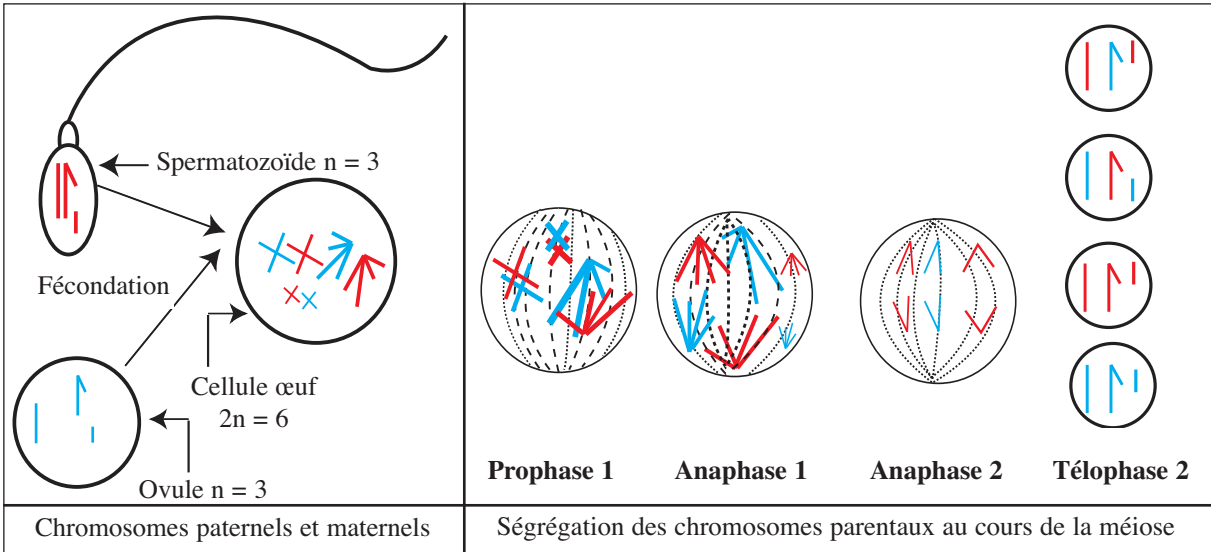 Spermatozoïde n = 3
Fécondation
Cellule œuf
2n = 6
Ovule n = 3
Prophase 1
Anaphase 1
Anaphase 2
Télophase 2
Chromosomes paternels et maternels
Ségrégation des chromosomes parentaux au cours de la méiose